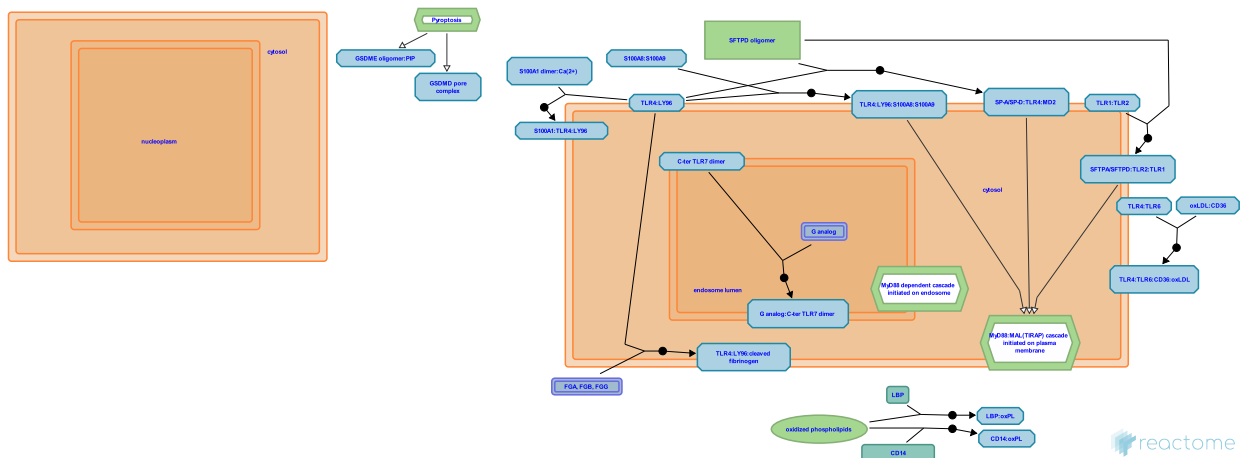 Pyroptosis
cytosol
GSDME oligomer:PIP
GSDMD pore
complex
nucleoplasm
SFTPD oligomer
S100A8:S100A9
S100A1 dimer:Ca(2+)
TLR4:LY96
TLR4:LY96:S100A8:S100A9
SP-A/SP-D:TLR4:MD2
TLR1:TLR2
S100A1:TLR4:LY96
C-ter TLR7 dimer
SFTPA/SFTPD:TLR2:TLR1
cytosol
TLR4:TLR6
oxLDL:CD36
G analog
TLR4:TLR6:CD36:oxLDL
endosome lumen
MyD88 dependent cascade
initiated on endosome
G analog:C-ter TLR7 dimer
MyD88:MAL(TIRAP) cascade
initiated on plasma
membrane
TLR4:LY96:cleaved
fibrinogen
FGA, FGB, FGG
LBP
LBP:oxPL
oxidized phospholipids
CD14:oxPL
CD14
reactome